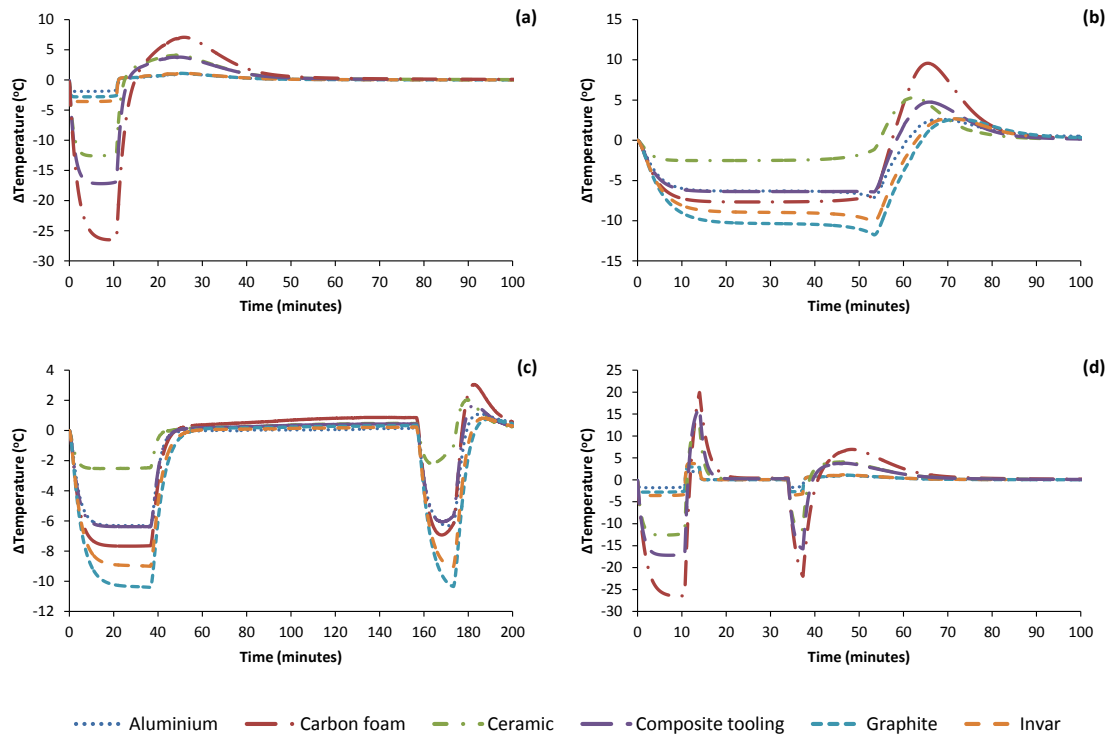 (a)
10
5
0
-5
-10
-15
-20
-25
-30
ΔTemperature (°C)
0 10 20 30 40 50 60 70 80 90 100
Time (minutes)
(b)
15
10
5
0
-5
-10
-15
ΔTemperature (°C)
0 10 20 30 40 50 60 70 80 90 100
Time (minutes)
(c)
4
2
0
-2
-4
-6
-8
-10
-12
ΔTemperature (°C)
0 20 40 60 80 100 120 140 160 180 200
Time (minutes)
(d)
25
20
15
10
5
0
-5
-10
-15
-20
-25
-30
ΔTemperature (°C)
0 10 20 30 40 50 60 70 80 90 100
Time (minutes)
Aluminium Carbon foam Ceramic Composite tooling Graphite Invar